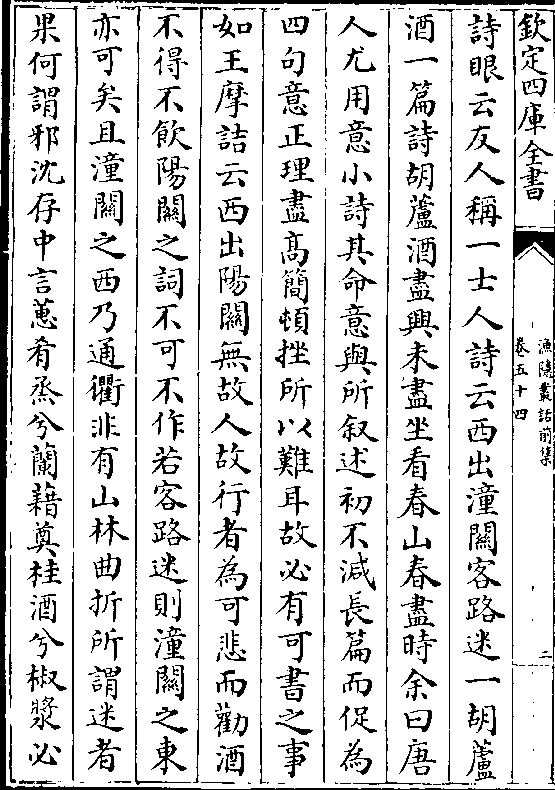 欽定四庫全書
漁隱叢話前集
卷五十四
二
詩眼云友人稱一士人詩云西出潼關客路迷一胡蘆
酒一篇詩胡蘆酒盡興未盡坐看春山春盡時余曰唐
人尤用意小詩其命意與所叙述初不減長篇而促為
四句意正理盡髙簡頓挫所以難耳故必有可書之事
如王摩詰云西出陽關無故人故行者為可悲而勸酒
不得不飲陽關之詞不可不作若客路迷則潼關之東
亦可矣且潼關之西乃通衢非有山林曲折所謂迷者
果何謂邪沈存中言蕙肴烝兮蘭藉奠桂酒兮椒漿必